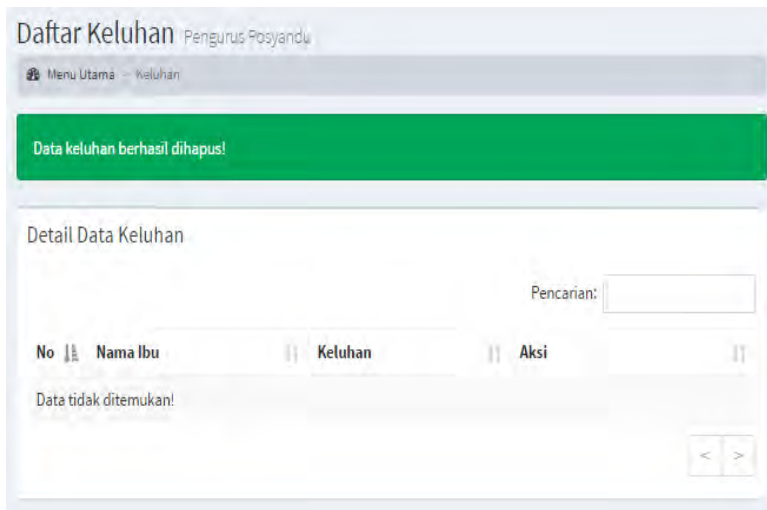 Daftar Keluhan Pengurus Posyandu
Menu Utama - Keluhan
Data keluhan berhasil dihapus!
Detail Data Keluhan
Pencarian:
No Nama Ibu Keluhan Aksi
Data tidak ditemukan!
< >